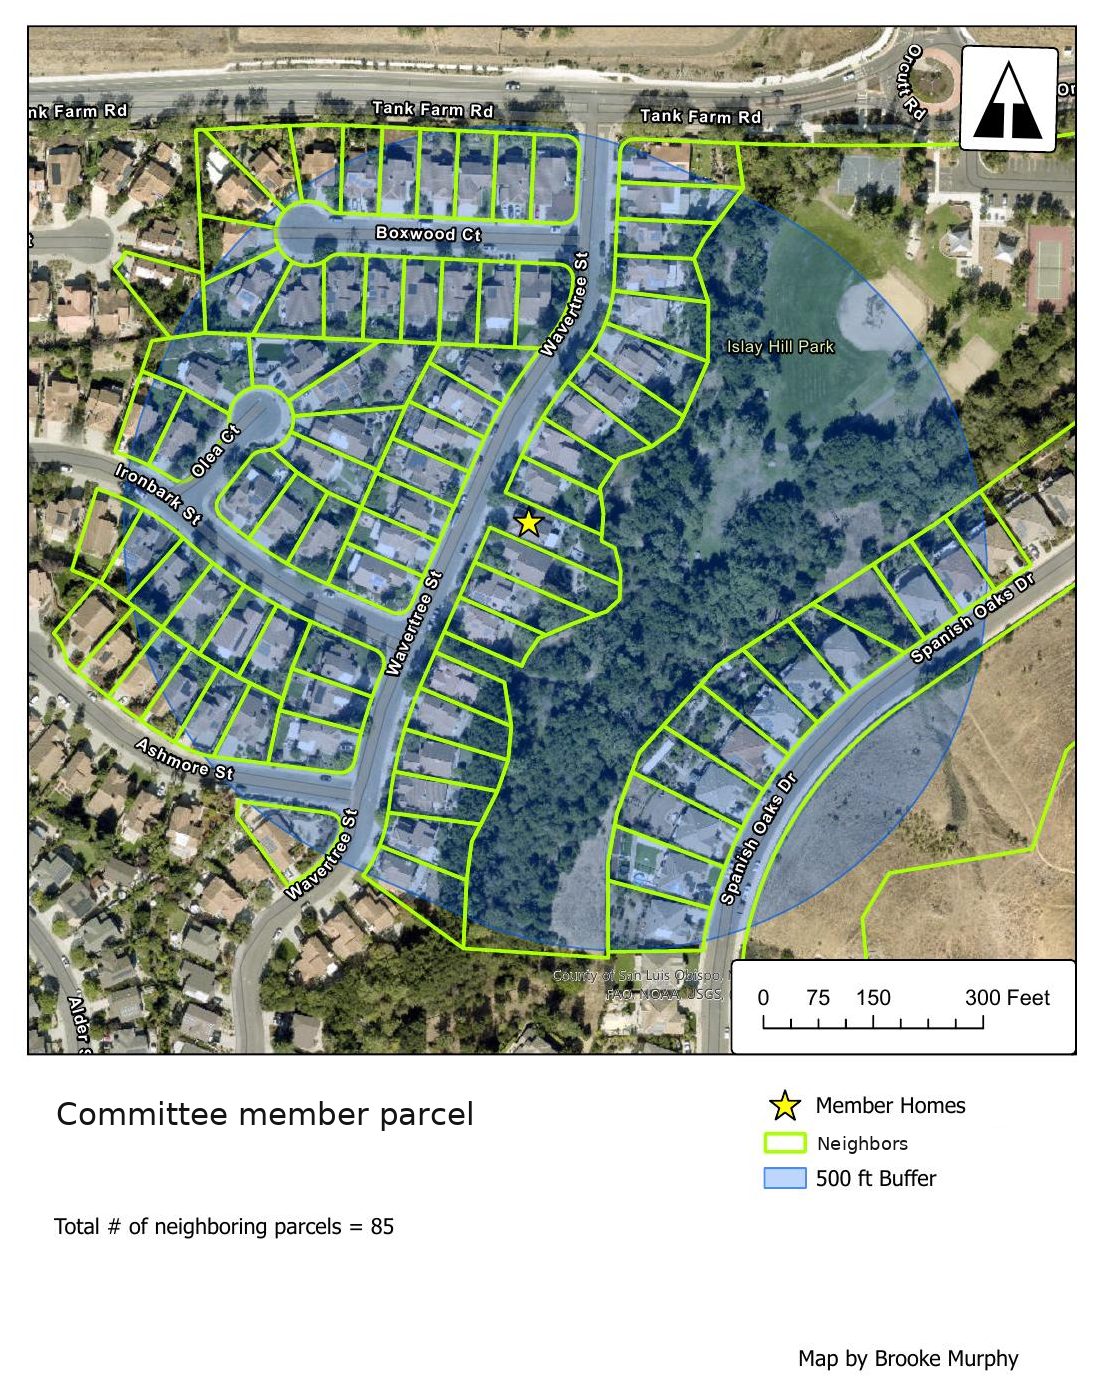 Orcutt Rd
nk Farm Rd
Tank Farm Rd
Tank Farm Rd
Or
Boxwood Ct
t
Wavertree St
Islay Hill Park
Olea Ct
Ironbark St
Wavertree St
Spanish Oaks Dr
Ashmore St
Wavertree St
Spanish Oaks Dr
County of San Luis Obispo,
FAO, NOAA, USGS,
Alder S
0 75 150 300 Feet
Committee member parcel
Member Homes
Neighbors
500 ft Buffer
Total # of neighboring parcels = 85
Map by Brooke Murphy